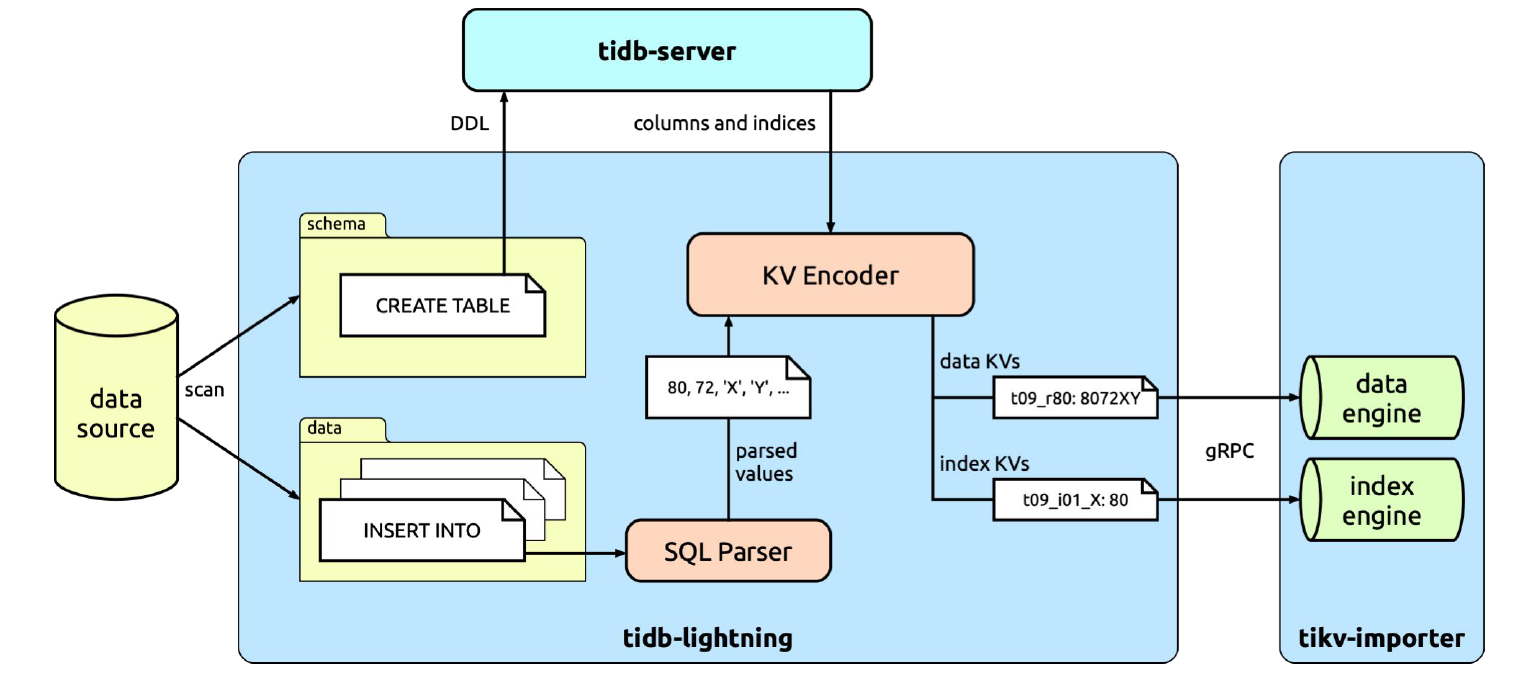 tidb-server
DDL
columns and indices
schema
CREATE TABLE
KV Encoder
data
source
scan
80, 72, 'X', 'Y', ...
data KVs
t09_r80: 8072XY
data
engine
data
INSERT INTO
parsed
values
SQL Parser
index KVs
t09_i01_X: 80
gRPC
index
engine
tidb-lightning
tikv-importer